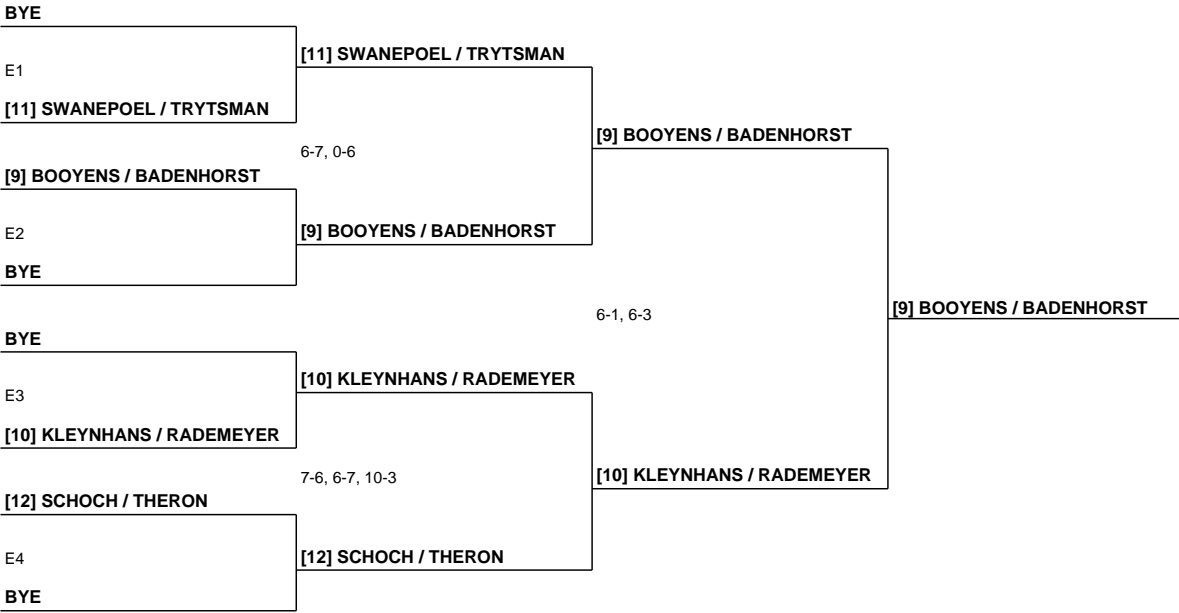 BYE
E1
[11] SWANEPOEL / TRYTSMAN
[9] BOOYENS / BADENHORST
E2
BYE
BYE
E3
[10] KLEYNHANS / RADEMEYER
[12] SCHOCH / THERON
E4
BYE
[11] SWANEPOEL / TRYTSMAN
6-7, 0-6
[9] BOOYENS / BADENHORST
[10] KLEYNHANS / RADEMEYER
7-6, 6-7, 10-3
[12] SCHOCH / THERON
[9] BOOYENS / BADENHORST
6-1, 6-3
[10] KLEYNHANS / RADEMEYER
[9] BOOYENS / BADENHORST